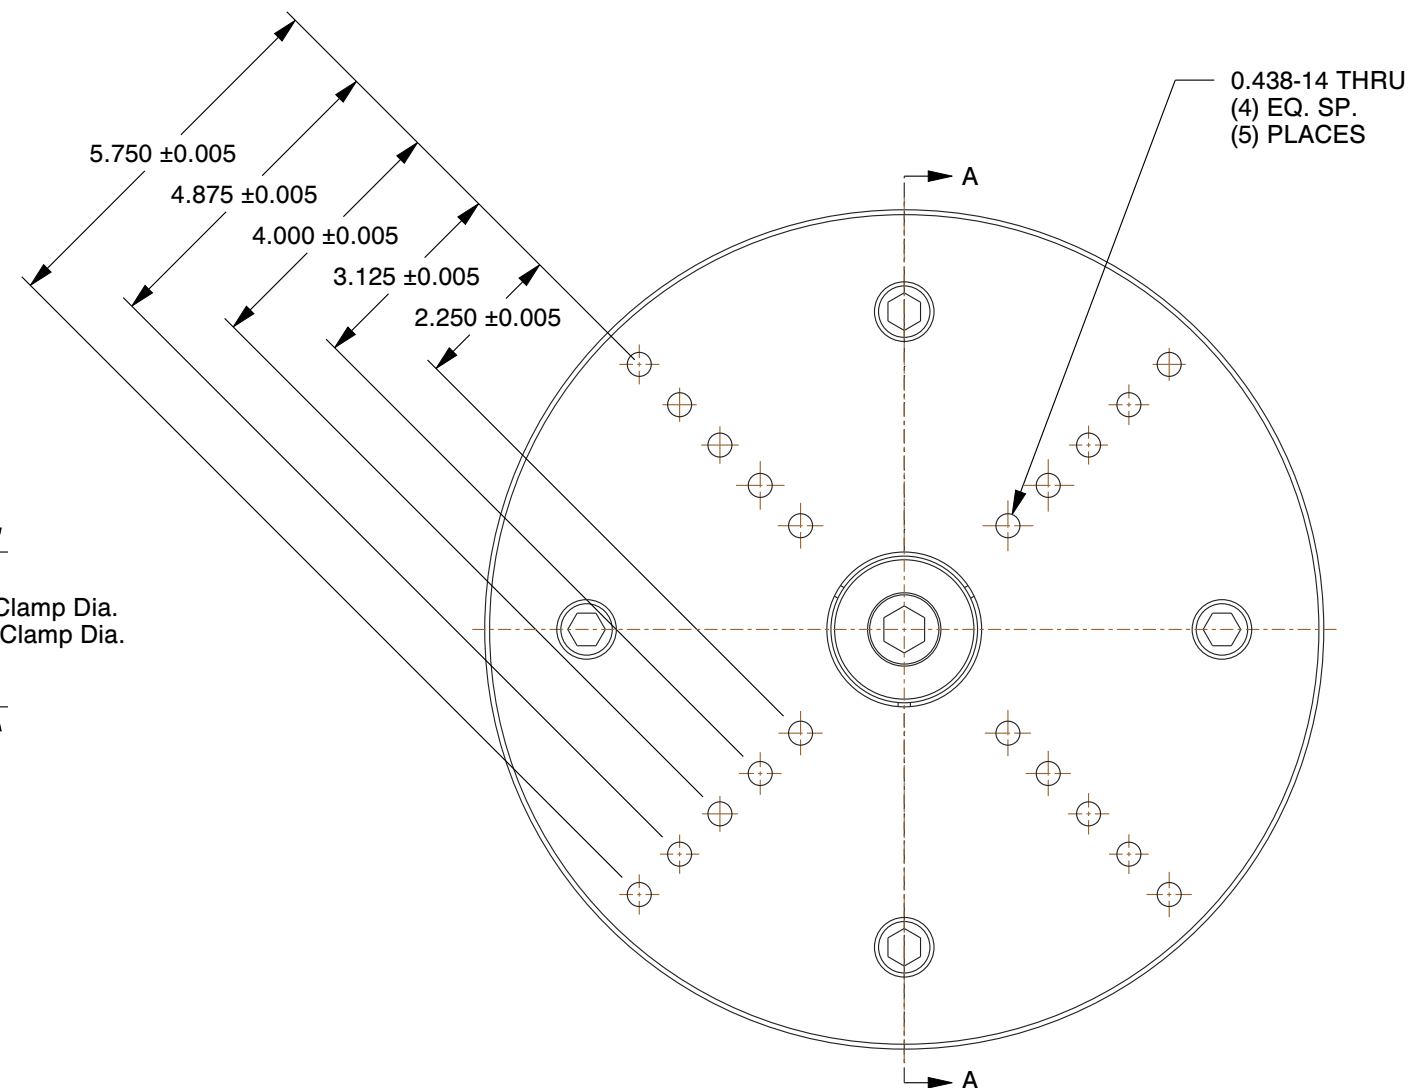 0.438-14 THRU
(4) EQ. SP.
(5) PLACES
5.750 ±0.005
A
4.875 ±0.005
4.000 ±0.005
3.125 ±0.005
2.250 ±0.005
Clamp Dia.
Clamp Dia.
A